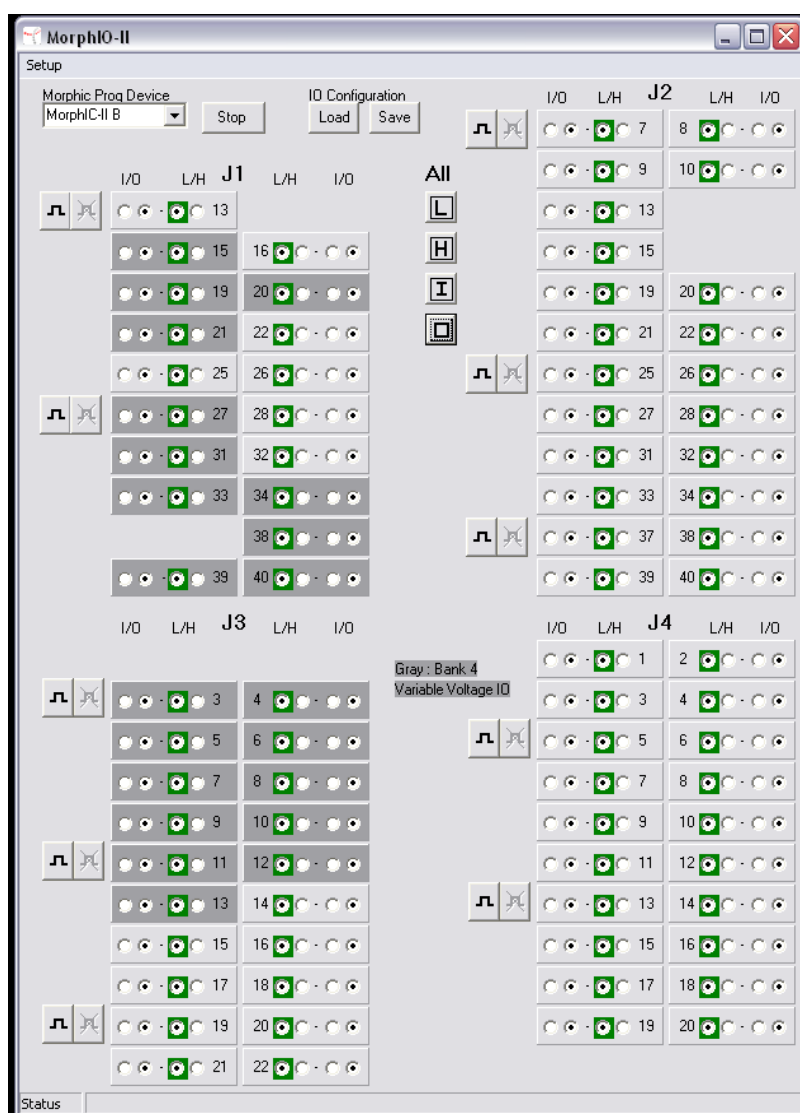 MorphIO-II
Setup
Morphic Prog Device
MorphIC-II B
Stop
IO Configuration
Load Save
I/O L/H J2 L/H I/O
7 8
9 10
13
15
19 20
21 22
25 26
27 28
31 32
33 34
37 38
39 40
I/O L/H J1 L/H I/O
13
15 16
19 20
21 22
25 26
27 28
31 32
33 34
38
39 40
All
L
H
I
O
I/O L/H J3 L/H I/O
3 4
5 6
7 8
9 10
11 12
13 14
15 16
17 18
19 20
21 22
Gray : Bank 4
Variable Voltage IO
I/O L/H J4 L/H I/O
1 2
3 4
5 6
7 8
9 10
11 12
13 14
15 16
17 18
19 20
Status